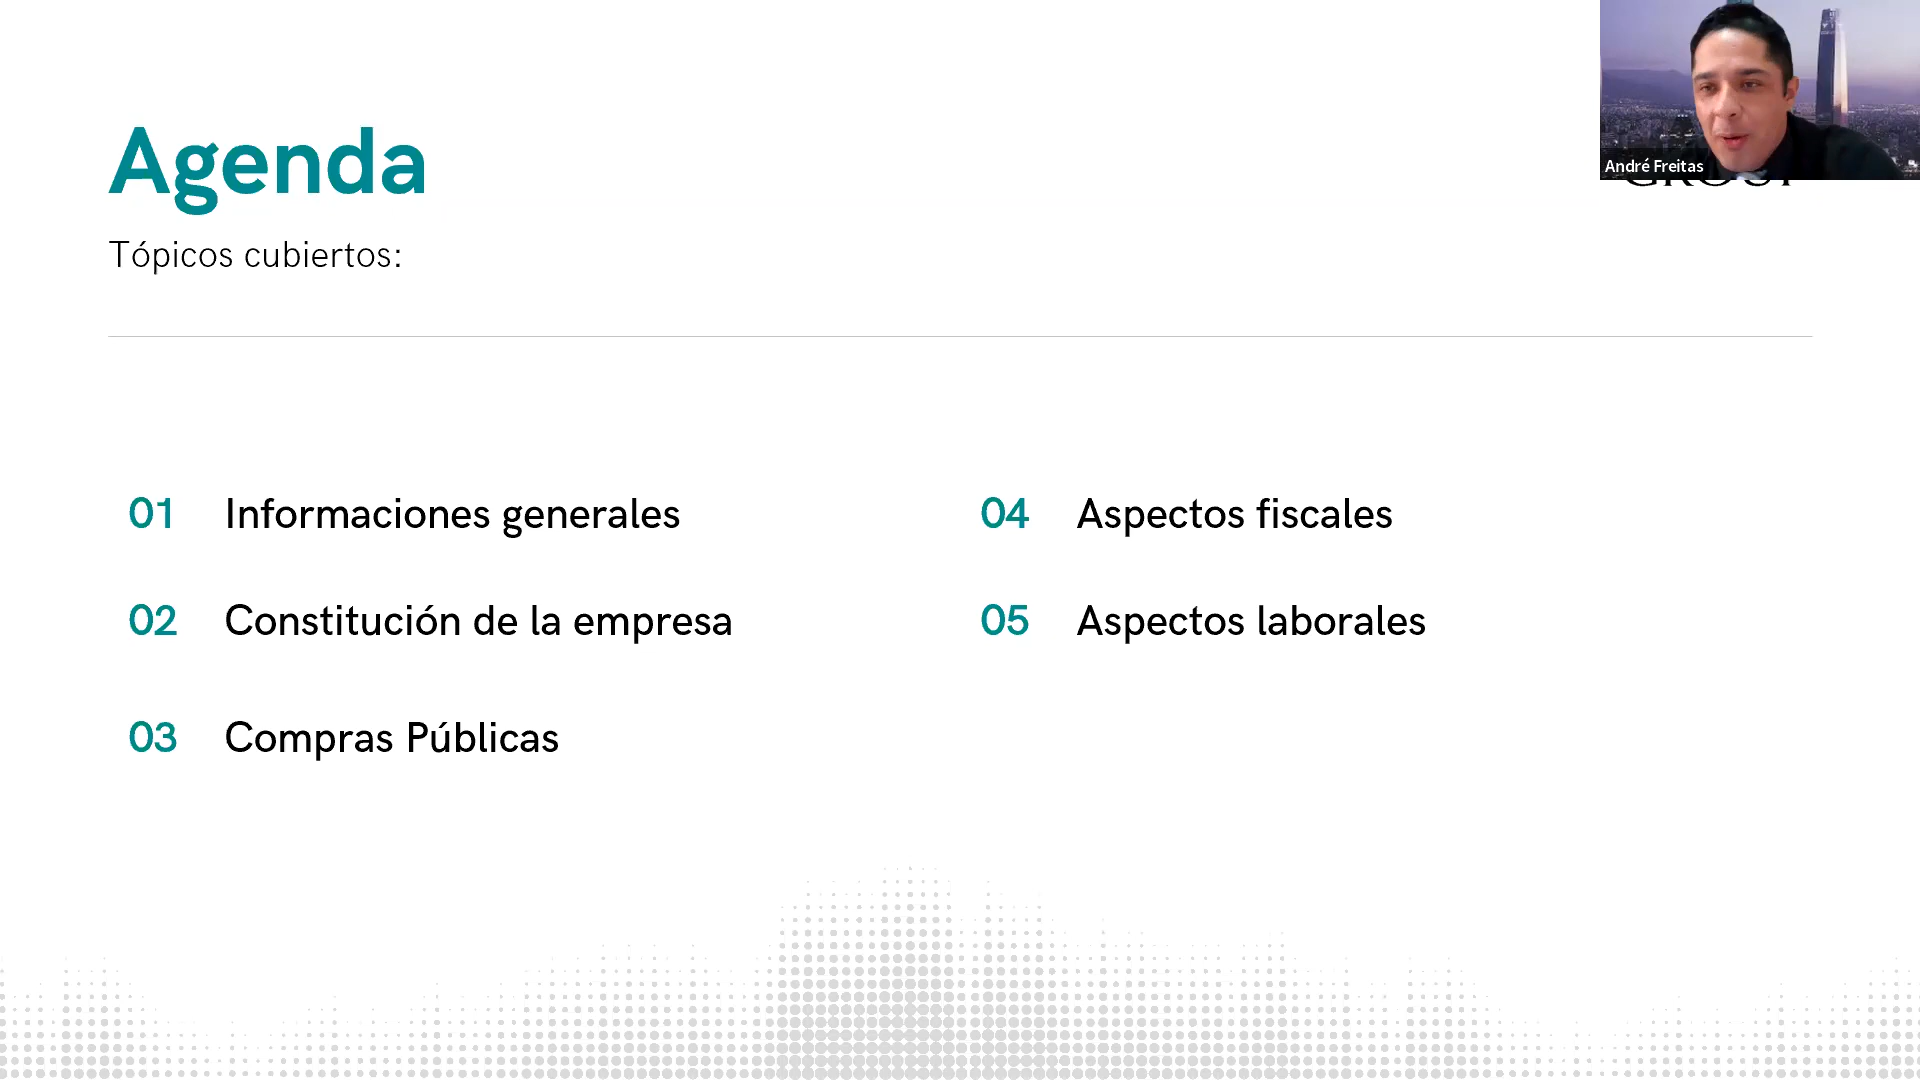 Agenda
Tópicos cubiertos:
01 Informaciones generales
02 Constitución de la empresa
03 Compras Públicas
04 Aspectos fiscales
05 Aspectos laborales
André Freitas